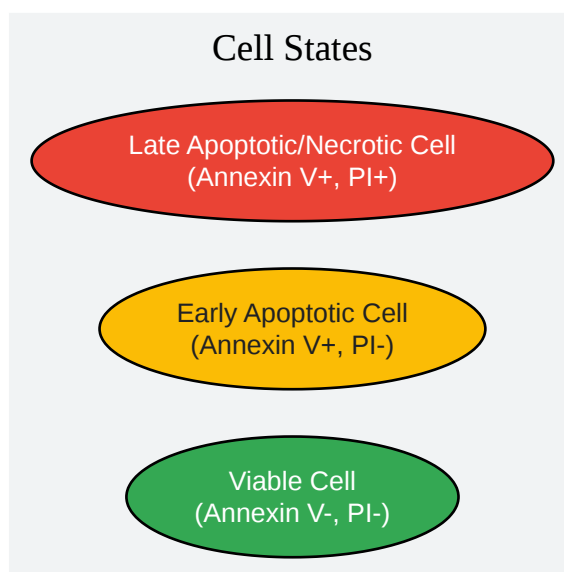 Cell States
Late Apoptotic/Necrotic Cell
(Annexin V+, PI+)
Early Apoptotic Cell
(Annexin V+, PI-)
Viable Cell
(Annexin V-, PI-)